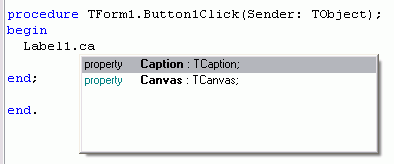 procedure TForm1.Button1Click(Sender: TObject);
begin
Label1.ca
property Caption : TCaption;
property Canvas : TCanvas;
end;
end.